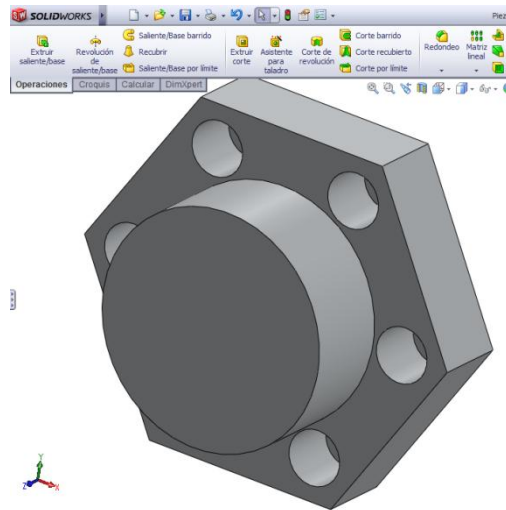 SOLIDWORKS
Piez
Extruir saliente/base
Revolución de saliente/base
Saliente/Base barrido
Recubrir
Saliente/Base por límite
Extruir corte
Asistente para taladro
Corte de revolución
Corte barrido
Corte recubierto
Corte por límite
Redondeo
Matriz lineal
Operaciones
Croquis
Calcular
DimXpert
Y
Z
X